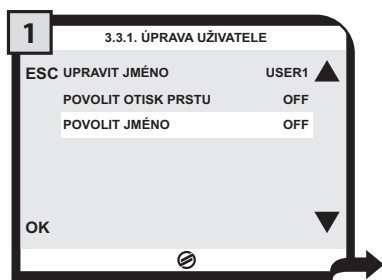 1
3.3.1. ÚPRAVA UŽIVATELE
ESC UPRAVIT JMÉNO USER1
POVOLIT OTISK PRSTU OFF
POVOLIT JMÉNO OFF
OK